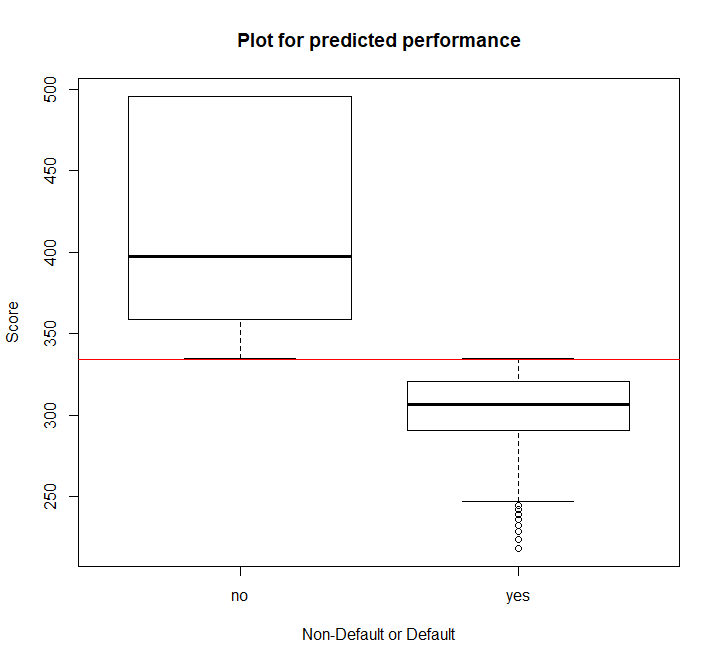 Plot for predicted performance
500
450
400
350
300
250
Score
no
yes
Non-Default or Default